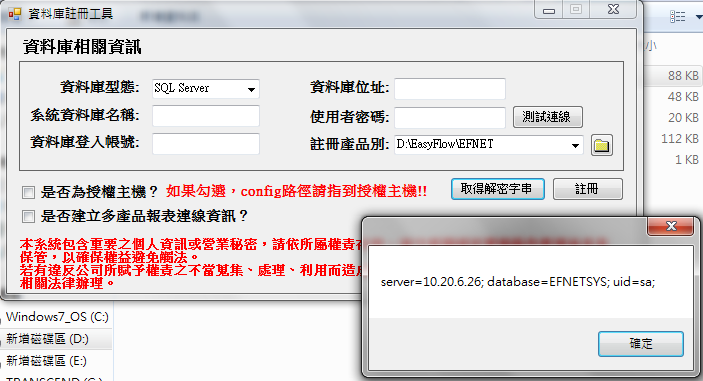 資料庫註冊工具
資料庫相關資訊
資料庫型態: SQL Server
資料庫位址:
系統資料庫名稱:
使用者密碼: 測試連線
資料庫登入帳號:
註冊產品別: D:\EasyFlow\EFNET
是否為授權主機？ 如果勾選，config路徑請指到授權主機!!
取得解密字串 註冊
是否建立多產品報表連線資訊？
本系統包含重要之個人資訊或營業秘密，請依所屬權責
保管，以確保權益避免觸法。
若有違反公司所賦予權責之不當蒐集、處理、利用而造
相關法律辦理。
server=10.20.6.26; database=EFNETSYS; uid=sa;
確定
小
88 KB
48 KB
20 KB
112 KB
1 KB
Windows7_OS (C:)
新增磁碟區 (D:)
新增磁碟區 (E:)